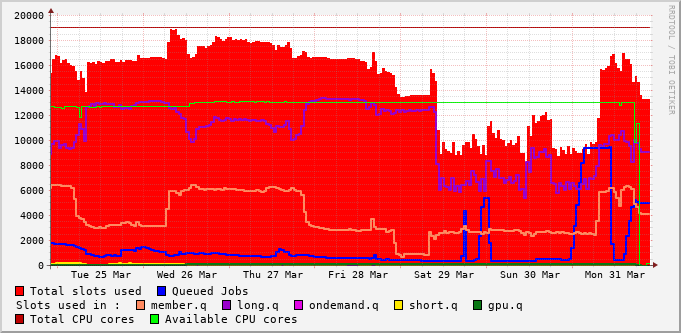 20000
18000
16000
14000
12000
10000
8000
6000
4000
2000
0
Tue 25 Mar Wed 26 Mar Thu 27 Mar Fri 28 Mar Sat 29 Mar Sun 30 Mar Mon 31 Mar
RRDTOOL / TOBI OETIKER
Total slots used Queued Jobs
Slots used in : member.q long.q ondemand.q short.q gpu.q
Total CPU cores Available CPU cores